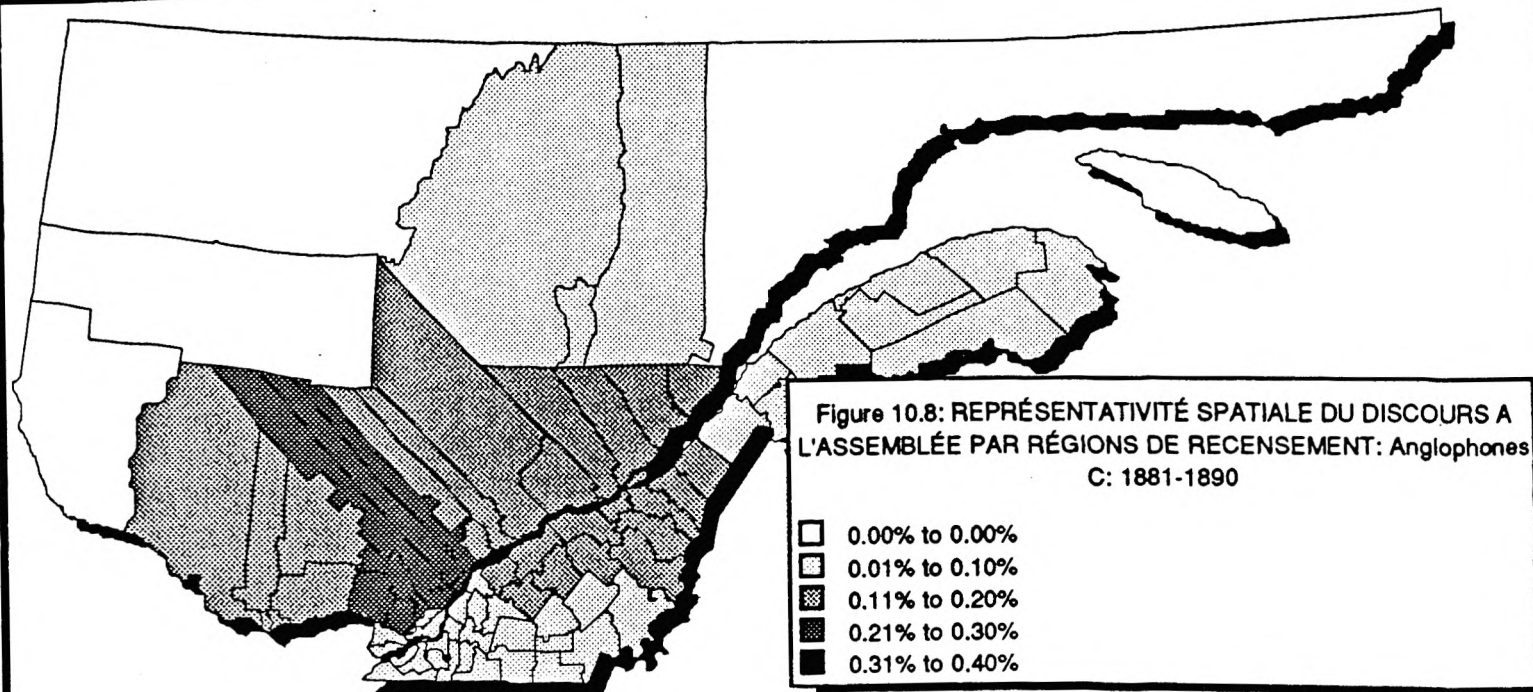 Figure 10.8: REPRÉSENTATIVITÉ SPATIALE DU DISCOURS A
L'ASSEMBLÉE PAR RÉGIONS DE RECENSEMENT: Anglophones
C: 1881-1890
0.00% to 0.00%
0.01% to 0.10%
0.11% to 0.20%
0.21% to 0.30%
0.31% to 0.40%